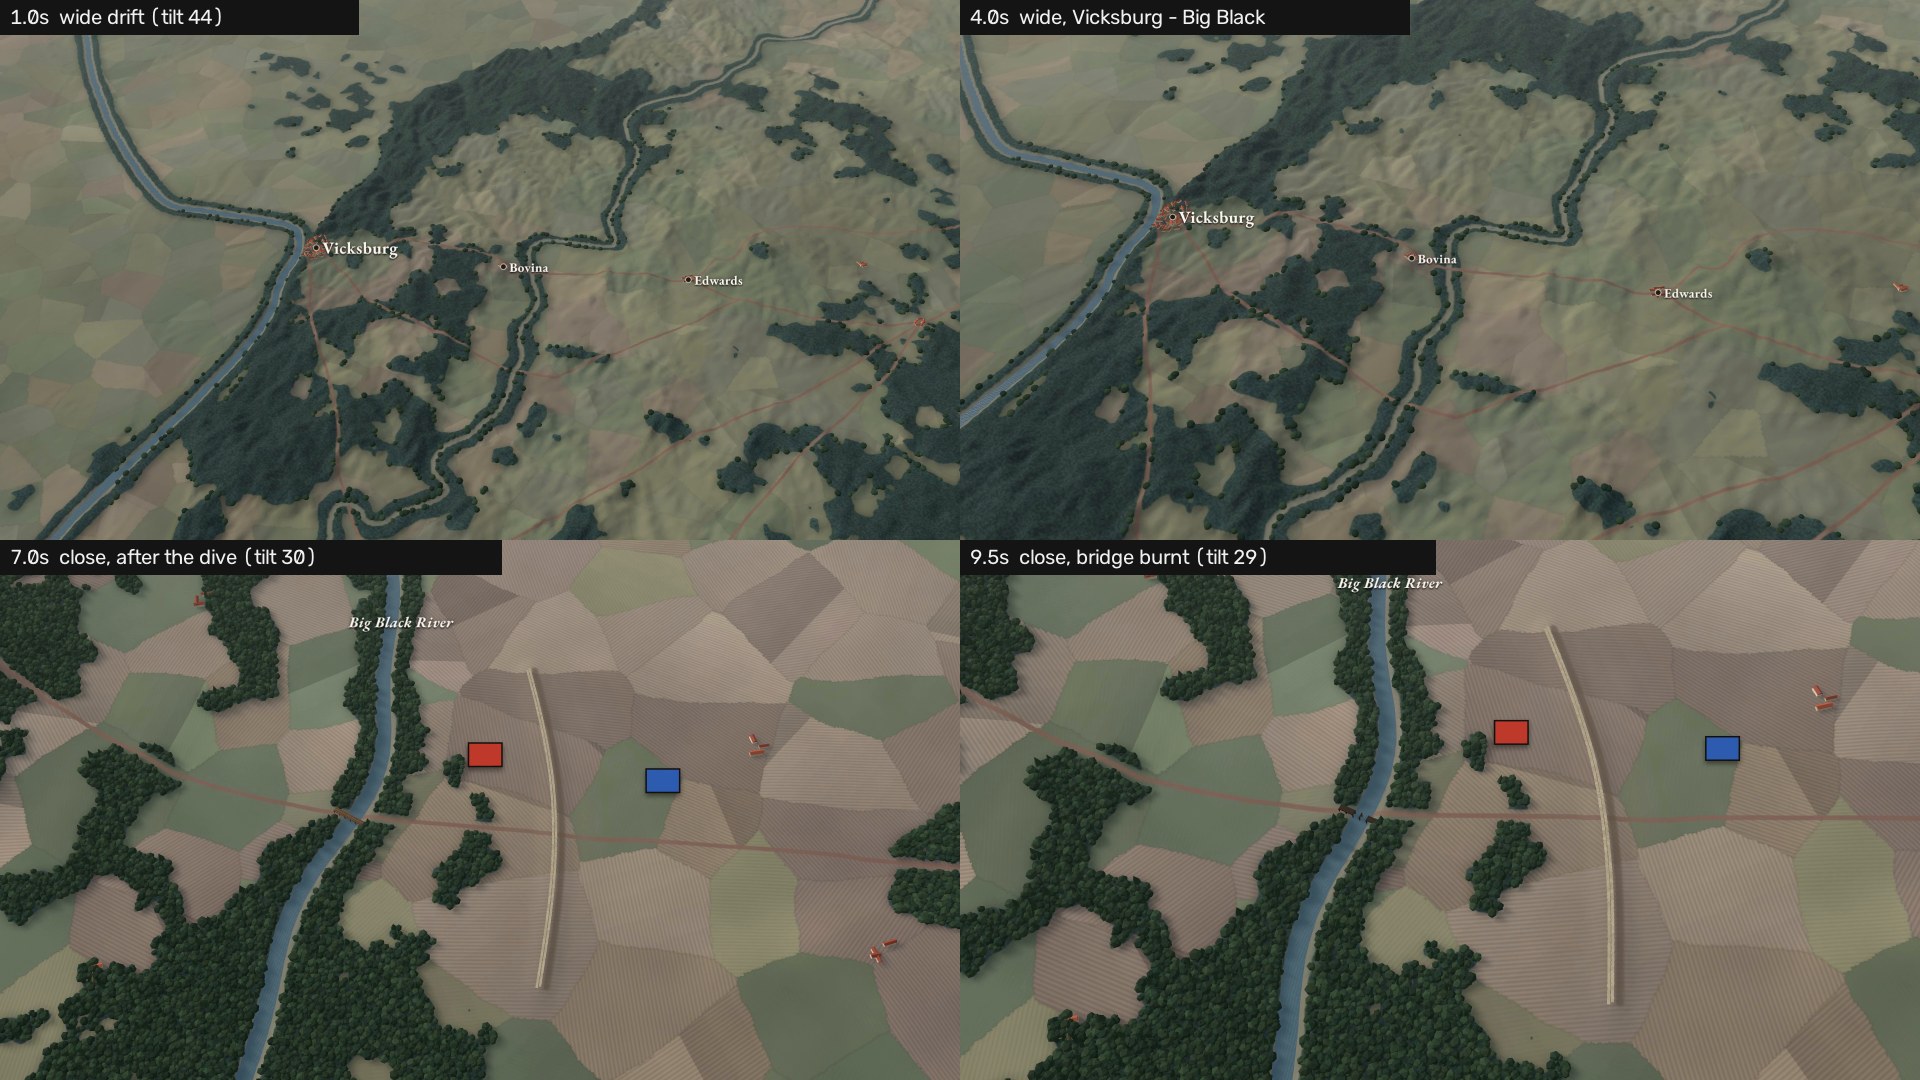 1.0s wide drift (tilt 44)
Vicksburg
Bovina
Edwards
4.0s wide, Vicksburg - Big Black
Vicksburg
Bovina
Edwards
7.0s close, after the dive (tilt 30)
Big Black River
9.5s close, bridge burnt (tilt 29)
Big Black River